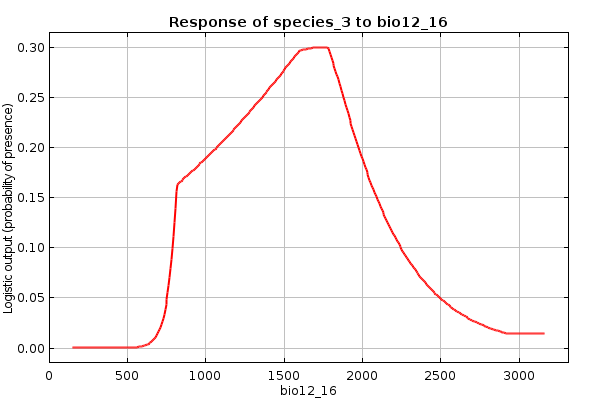 Response of species_3 to bio12_16
Logistic output (probability of presence)
0.30
0.25
0.20
0.15
0.10
0.05
0.00
0 500 1000 1500 2000 2500 3000
bio12_16